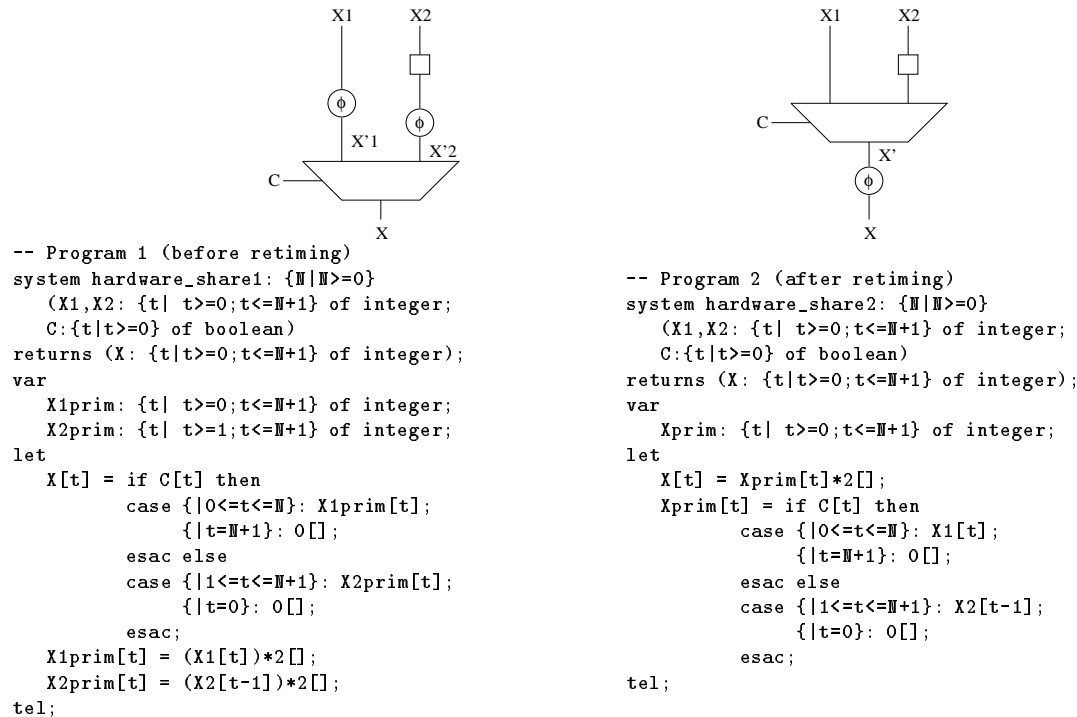 X1 X2
φ
φ
X'1
X'2
C
X
-- Program 1 (before retiming)
system hardware_share1: {N|N>=0}
(X1,X2: {t| t>=0;t<=N+1} of integer;
C:{t|t>=0} of boolean)
returns (X: {t|t>=0;t<=N+1} of integer);
var
X1prim: {t| t>=0;t<=N+1} of integer;
X2prim: {t| t>=1;t<=N+1} of integer;
let
X[t] = if C[t] then
case {|0<=t<=N}: X1prim[t];
{|t=N+1}: 0[];
esac else
case {|1<=t<=N+1}: X2prim[t];
{|t=0}: 0[];
esac;
X1prim[t] = (X1[t])*2[];
X2prim[t] = (X2[t-1])*2[];
tel;
X1 X2
C
X'
φ
X
-- Program 2 (after retiming)
system hardware_share2: {N|N>=0}
(X1,X2: {t| t>=0;t<=N+1} of integer;
C:{t|t>=0} of boolean)
returns (X: {t|t>=0;t<=N+1} of integer);
var
Xprim: {t| t>=0;t<=N+1} of integer;
let
X[t] = Xprim[t]*2[];
Xprim[t] = if C[t] then
case {|0<=t<=N}: X1[t];
{|t=N+1}: 0[];
esac else
case {|1<=t<=N+1}: X2[t-1];
{|t=0}: 0[];
esac;
tel;